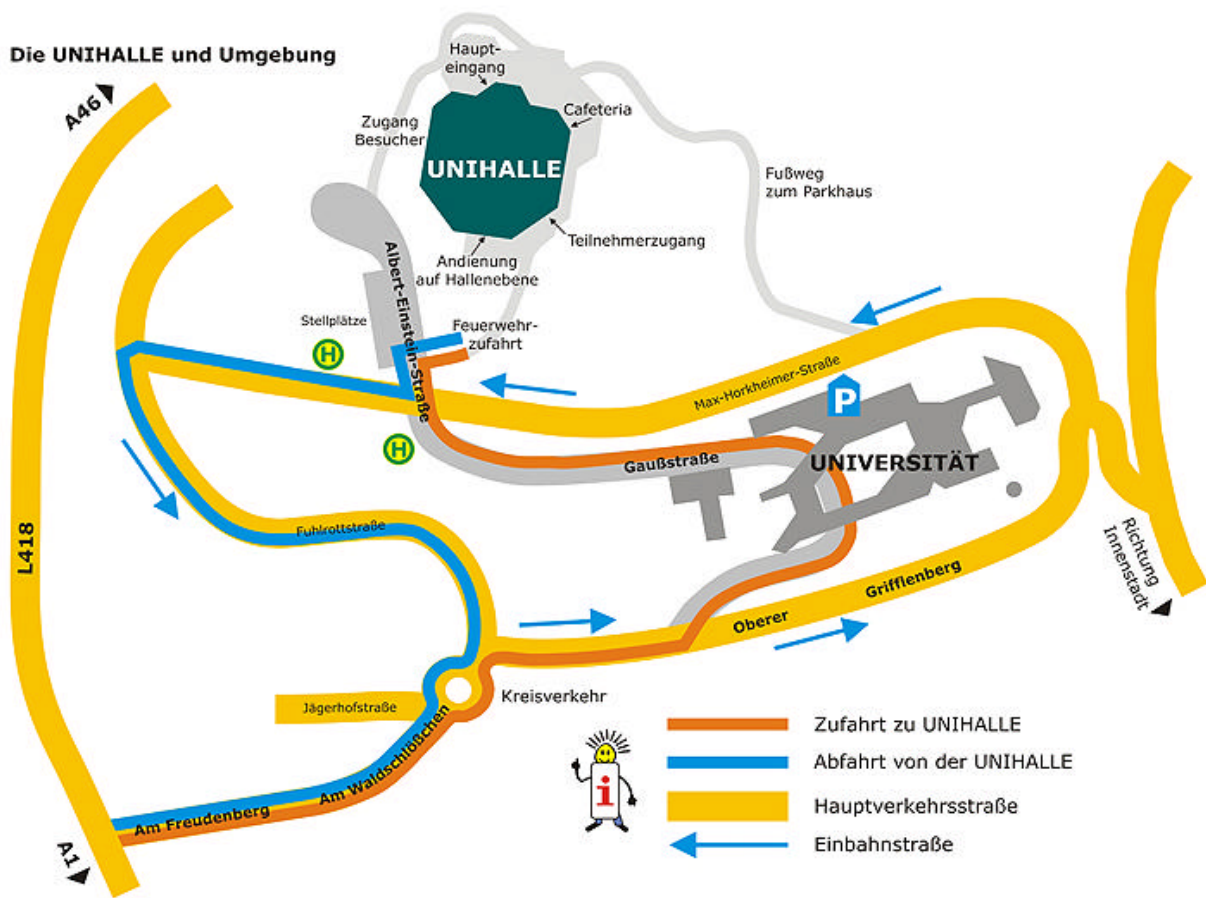 Die UNIHALLE und Umgebung
A46
Haupt-
eingang
Cafeteria
Zugang
Besucher
UNIHALLE
Fußweg
zum Parkhaus
Teilnehmerzugang
Andienung
auf Hallenebene
Albert-Einstein-Straße
Stellplätze
Feuerwehr-
zufahrt
H
Max-Horkheimer-Straße
P
H
Gaußstraße
UNIVERSITÄT
L418
Fuhlrottstraße
Richtung
Innenstadt
Oberer
Grifflenberg
Kreisverkehr
Jägerhofstraße
Am Waldschlößchen
Am Freudenberg
A1
i
Zufahrt zu UNIHALLE
Abfahrt von der UNIHALLE
Hauptverkehrsstraße
Einbahnstraße